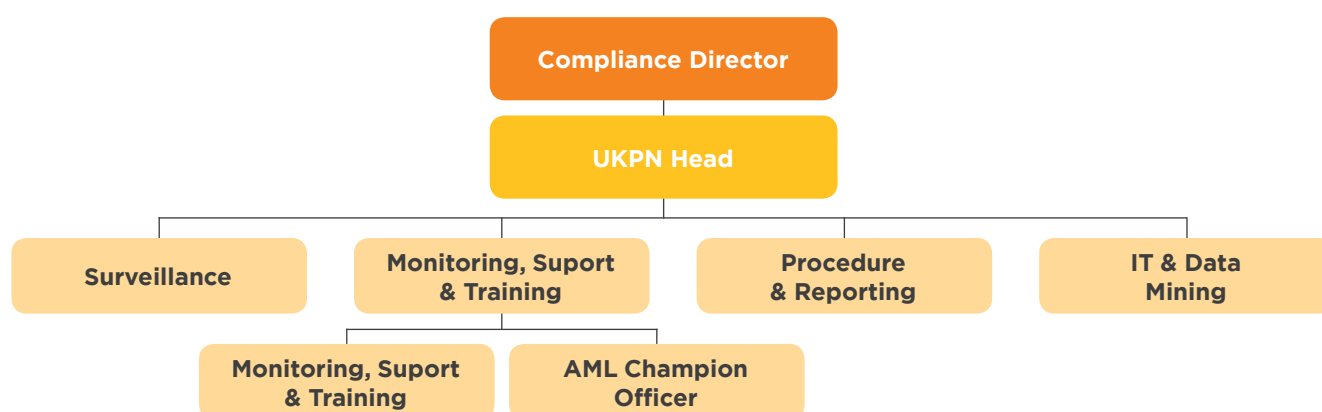 Compliance Director
UKPN Head
Surveillance
Monitoring, Suport
& Training
Procedure
& Reporting
IT & Data
Mining
Monitoring, Suport
& Training
AML Champion
Officer